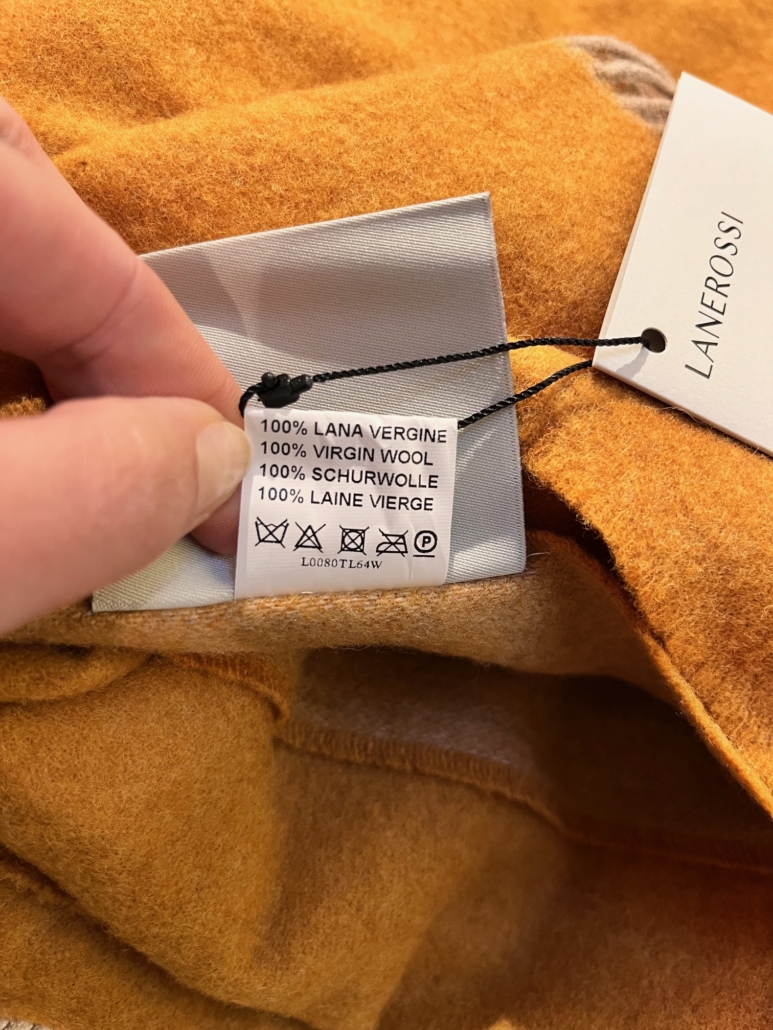 LANEROSSI
100% LANA VERGINE
100% VIRGIN WOOL
100% SCHURWOLLE
100% LAINE VIERGE
P
L0080TL64W